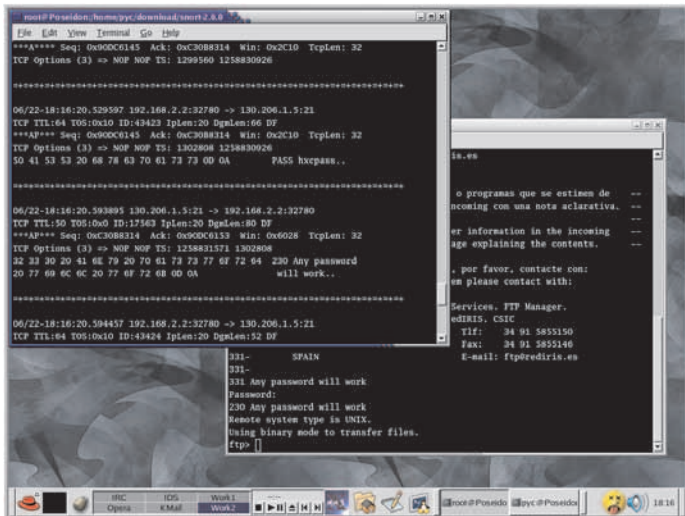 root@Poseidon:/home/pyc/download/snort-2.0.0
File Edit View Terminal Go Help
***A**** Seq: 0x90DC6145 Ack: 0xC30B8314 Win: 0x2C10 TcpLen: 32
TCP Options (3) => NOP NOP TS: 1299560 1258830926
=+=+=+=+=+=+=+=+=+=+=+=+=+=+=+=+=+=+=+=+=+=+=+=+=+=+=+=+=+=+=+=+=+=+=+=+=+
06/22-18:16:20.529597 192.168.2.2:32780 -> 130.206.1.5:21
TCP TTL:64 TOS:0x10 ID:43423 IpLen:20 DgmLen:66 DF
***AP*** Seq: 0x90DC6145 Ack: 0xC30B8314 Win: 0x2C10 TcpLen: 32
TCP Options (3) => NOP NOP TS: 1302808 1258830926
50 41 53 53 20 68 78 63 70 61 73 73 0D 0A PASS hxcpass..
=+=+=+=+=+=+=+=+=+=+=+=+=+=+=+=+=+=+=+=+=+=+=+=+=+=+=+=+=+=+=+=+=+=+=+=+=+
06/22-18:16:20.593895 130.206.1.5:21 -> 192.168.2.2:32780
TCP TTL:50 TOS:0x0 ID:17563 IpLen:20 DgmLen:80 DF
***AP*** Seq: 0xC30B8314 Ack: 0x90DC6153 Win: 0x6028 TcpLen: 32
TCP Options (3) => NOP NOP TS: 1258831571 1302808
32 33 30 20 41 6E 79 20 70 61 73 73 77 6F 72 64 230 Any password
20 77 69 6C 6C 20 77 6F 72 6B 0D 0A will work..
=+=+=+=+=+=+=+=+=+=+=+=+=+=+=+=+=+=+=+=+=+=+=+=+=+=+=+=+=+=+=+=+=+=+=+=+=+
06/22-18:16:20.594457 192.168.2.2:32780 -> 130.206.1.5:21
TCP TTL:64 TOS:0x10 ID:43424 IpLen:20 DgmLen:52 DF
is.es
o programas que se estimen de --
ncoming con una nota aclarativa. --
--
er information in the incoming --
age explaining the contents. --
, por favor, contacte con:
em please contact with:
Services. FTP Manager.
edIRIS. CSIC
Tlf: 34 91 5855150
Fax: 34 91 5855146
331- SPAIN E-mail: ftp@rediris.es
331-
331 Any password will work
Password:
230 Any password will work
Remote system type is UNIX.
Using binary mode to transfer files.
ftp>
IRC IDS Work1
Opera KMail Work2
root@Poseido
pyc@Poseido
18:16